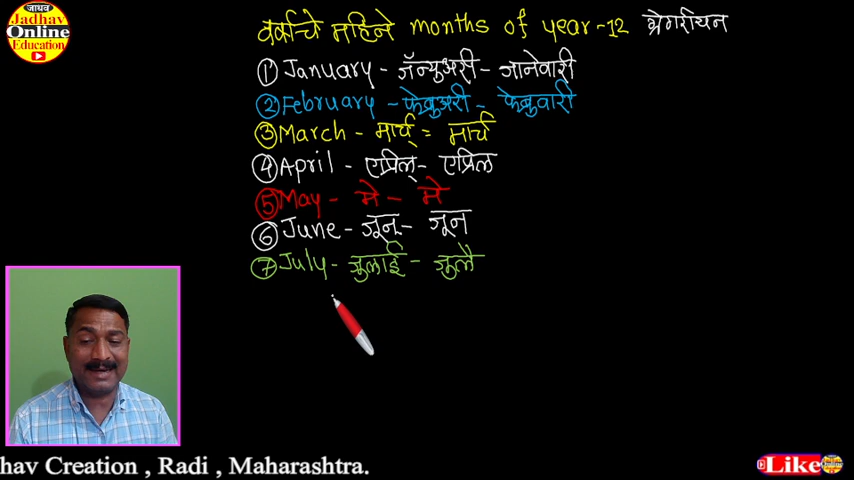 जाधव
Jadhav
Online
Education
वर्षाचे महिने months of year-12 ग्रेगरीयन
① January - जॅन्युअरी - जानेवारी
② February - फेब्रुअरी - फेब्रुवारी
③ March - मार्च् = मार्च
④ April - एप्रिल् - एप्रिल
⑤ May - मे - मे
⑥ June - जून् - जून
⑦ July - जुलाई - जुलै
hav Creation , Radi , Maharashtra.
Like